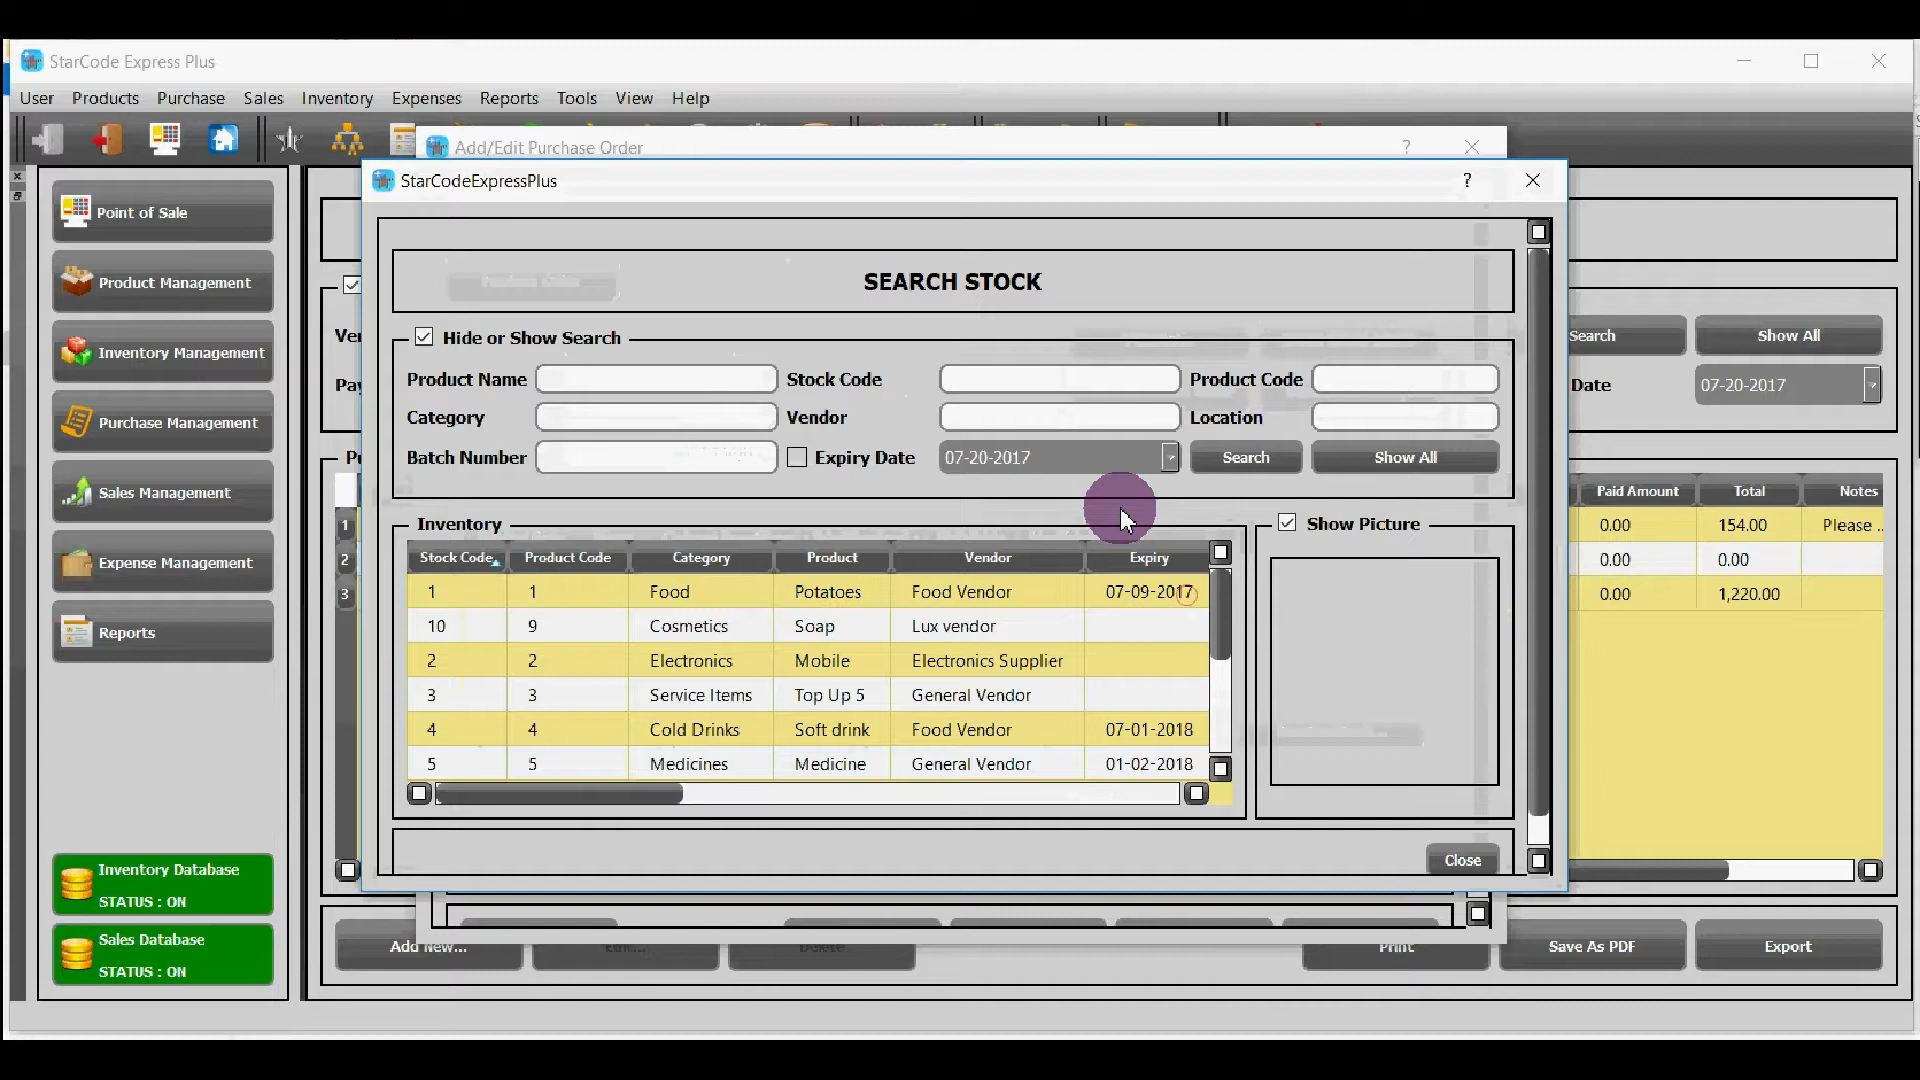 StarCode Express Plus
User Products Purchase Sales Inventory Expenses Reports Tools View Help
Add/Edit Purchase Order
?
StarCodeExpressPlus
?
Point of Sale
Product Management
Inventory Management
Purchase Management
Sales Management
Expense Management
Reports
Inventory Database
STATUS : ON
Sales Database
STATUS : ON
SEARCH STOCK
Hide or Show Search
Product Name Stock Code Product Code
Category Vendor Location
Batch Number Expiry Date 07-20-2017 Search Show All
Inventory
Stock Code Product Code Category Product Vendor Expiry
1 1 Food Potatoes Food Vendor 07-09-2017
10 9 Cosmetics Soap Lux vendor
2 2 Electronics Mobile Electronics Supplier
3 3 Service Items Top Up 5 General Vendor
4 4 Cold Drinks Soft drink Food Vendor 07-01-2018
5 5 Medicines Medicine General Vendor 01-02-2018
Show Picture
Close
Search Show All
Date 07-20-2017
Paid Amount Total Notes
1 0.00 154.00 Please ..
2 0.00 0.00
3 0.00 1,220.00
Add New... Delete Print Save As PDF Export